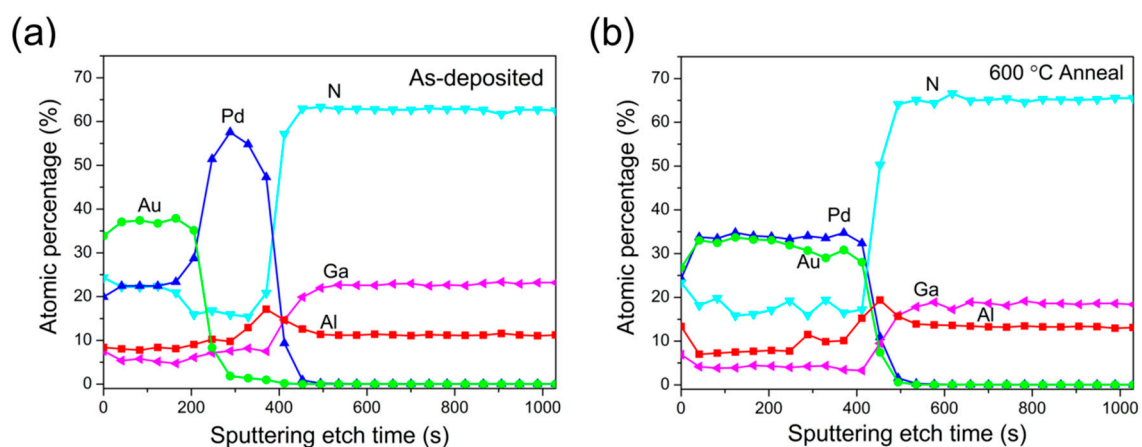 (a)
As-deposited
N
Pd
Au
Ga
Al
Atomic percentage (%)
70
60
50
40
30
20
10
0
0 200 400 600 800 1000
Sputtering etch time (s)
(b)
600 °C Anneal
N
Pd
Au
Ga
Al
Atomic percentage (%)
70
60
50
40
30
20
10
0
0 200 400 600 800 1000
Sputtering etch time (s)